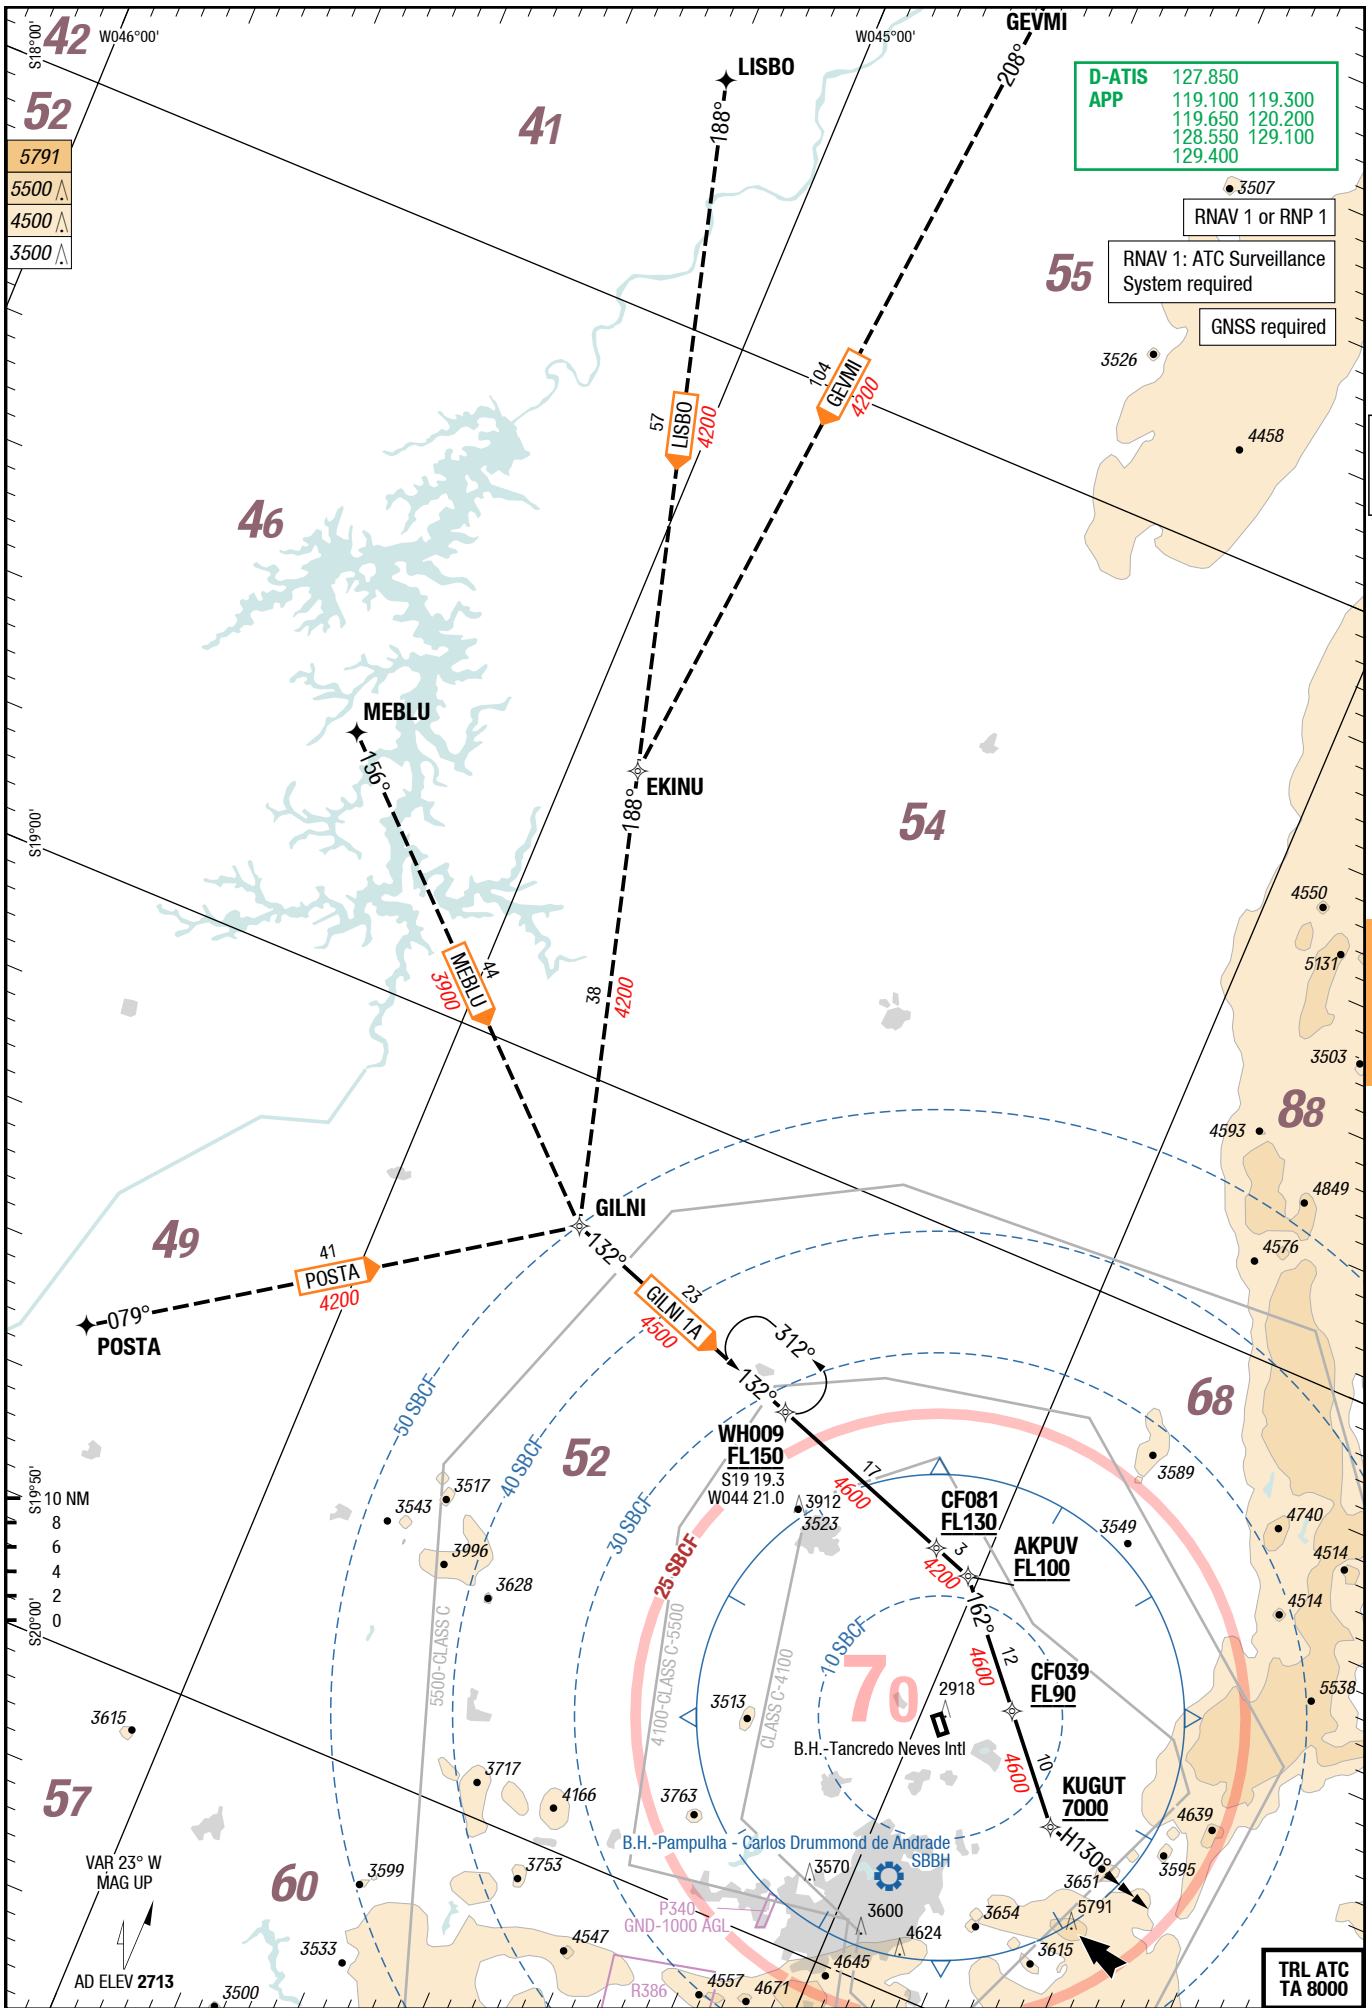 42
W046°00'
S18°00'
52
5791
5500
4500
3500
41
LISBO
188°
W045°00'
GEVMI
208°
D-ATIS 127.850
APP 119.100 119.300
119.650 120.200
128.550 129.100
129.400
3507
RNAV 1 or RNP 1
RNAV 1: ATC Surveillance
System required
GNSS required
55
3526
4458
104
GEVMI
4200
57
LISBO
4200
46
MEBLU
156°
EKINU
188°
54
S19°00'
4550
5131
3503
44
MEBLU
3900
38
4200
88
4593
4849
4576
GILNI
132°
49
41
POSTA
4200
079°
POSTA
23
GILNI 1A
4500
312°
132°
50 SBCF
40 SBCF
30 SBCF
25 SBCF
10 SBCF
68
WH009
FL150
S19 19.3
W044 21.0
52
17
4600
CF081
FL130
3
4200
AKPUV
FL100
162°
3589
3549
4740
4514
4514
3912
3523
3517
3543
3996
3628
S19°50'
10 NM
8
6
4
2
0
S20°00'
5500-CLASS C
4100-CLASS C-5500
CLASS C-4100
12
4600
CF039
FL90
70
2918
B.H.-Tancredo Neves Intl
3513
5538
3615
10
4600
KUGUT
7000
H130°
57
3717
4166
3763
4639
3595
3651
B.H.-Pampulha - Carlos Drummond de Andrade
SBBH
3570
3600
4624
3654
5791
3615
VAR 23° W
MAG UP
60
3599
3753
P340
GND-1000 AGL
3533
4547
4645
AD ELEV 2713
3500
R386
4557
4671
TRL ATC
TA 8000